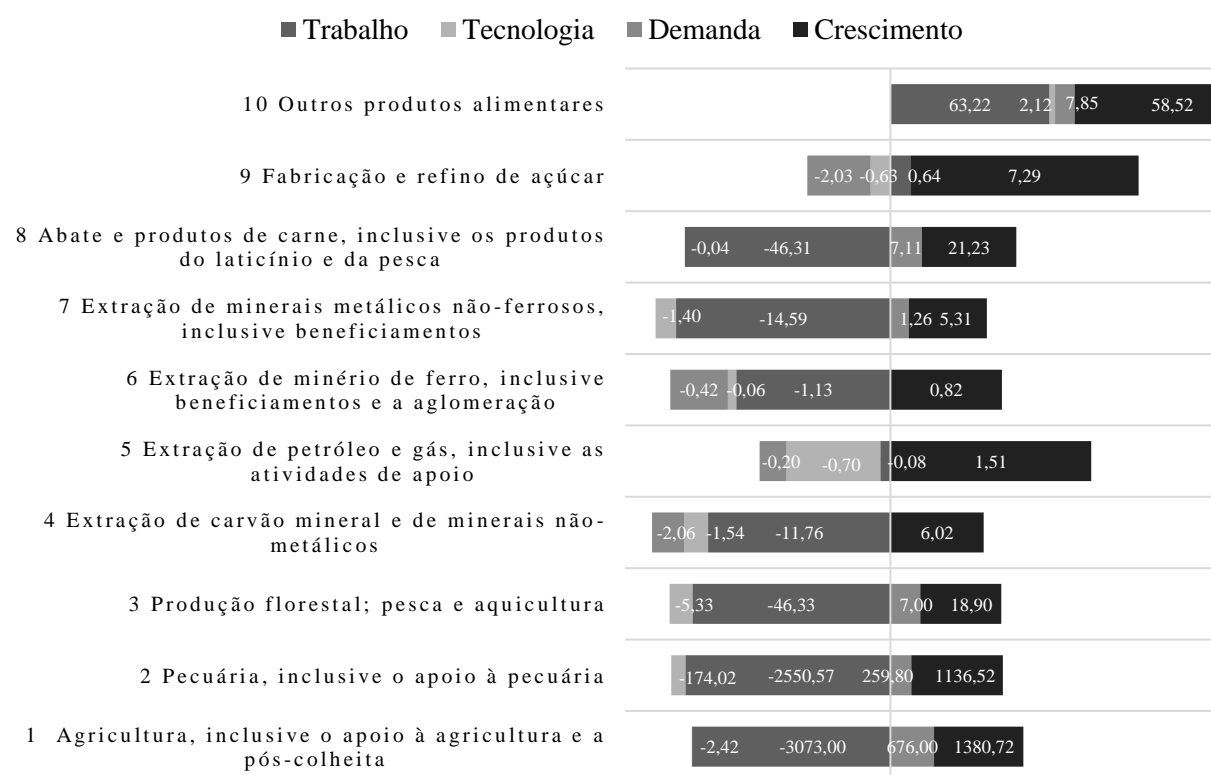 Trabalho Tecnologia Demanda Crescimento
10 Outros produtos alimentares
63,22 2,12 7,85 58,52
9 Fabricação e refino de açúcar
-2,03 -0,63 0,64 7,29
8 Abate e produtos de carne, inclusive os produtos
do laticínio e da pesca
-0,04 -46,31 7,11 21,23
7 Extração de minerais metálicos não-ferrosos,
inclusive beneficiamentos
-1,40 -14,59 1,26 5,31
6 Extração de minério de ferro, inclusive
beneficiamentos e a aglomeração
-0,42 -0,06 -1,13 0,82
5 Extração de petróleo e gás, inclusive as
atividades de apoio
-0,20 -0,70 -0,08 1,51
4 Extração de carvão mineral e de minerais não-
metálicos
-2,06 -1,54 -11,76 6,02
3 Produção florestal; pesca e aquicultura
-5,33 -46,33 7,00 18,90
2 Pecuária, inclusive o apoio à pecuária
-174,02 -2550,57 259,80 1136,52
1 Agricultura, inclusive o apoio à agricultura e a
pós-colheita
-2,42 -3073,00 676,00 1380,72